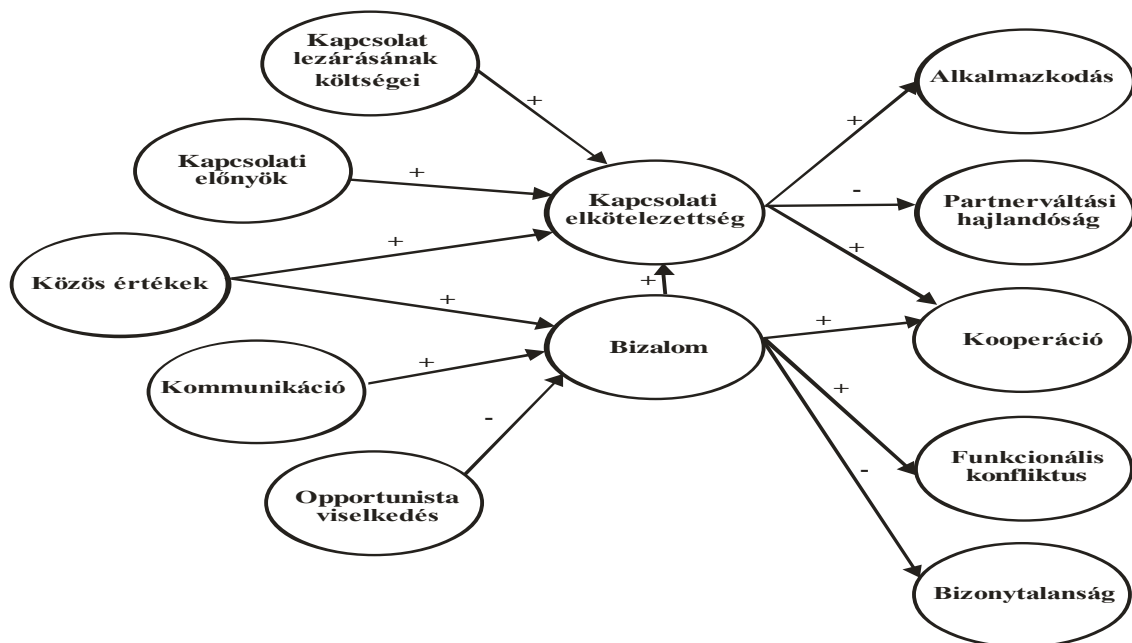 Kapcsolat
lezárásának
költségei
+
Kapcsolati
előnyök
+
Közös értékek
+
+
Kommunikáció
+
Opportunista
viselkedés
-
Kapcsolati
elkötelezettség
+
Bizalom
+
Alkalmazkodás
-
Partnerváltási
hajlandóság
+
+
Kooperáció
+
Funkcionális
konfliktus
-
Bizonytalanság